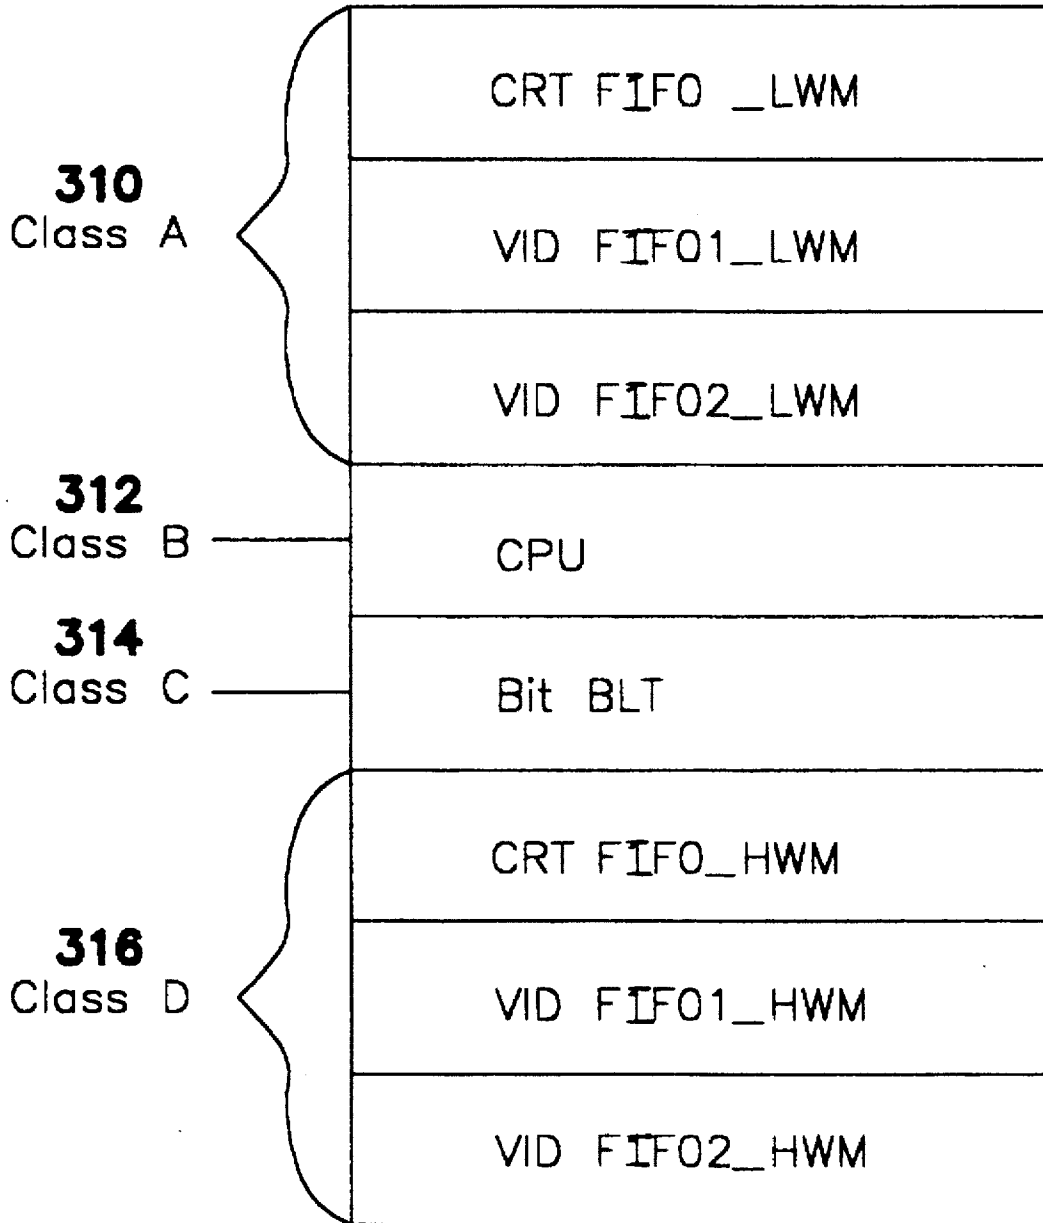 CRT FIFO _LWM
310
Class A
VID FIFO1_LWM
VID FIFO2_LWM
312
Class B
CPU
314
Class C
Bit BLT
CRT FIFO_HWM
316
Class D
VID FIFO1_HWM
VID FIFO2_HWM